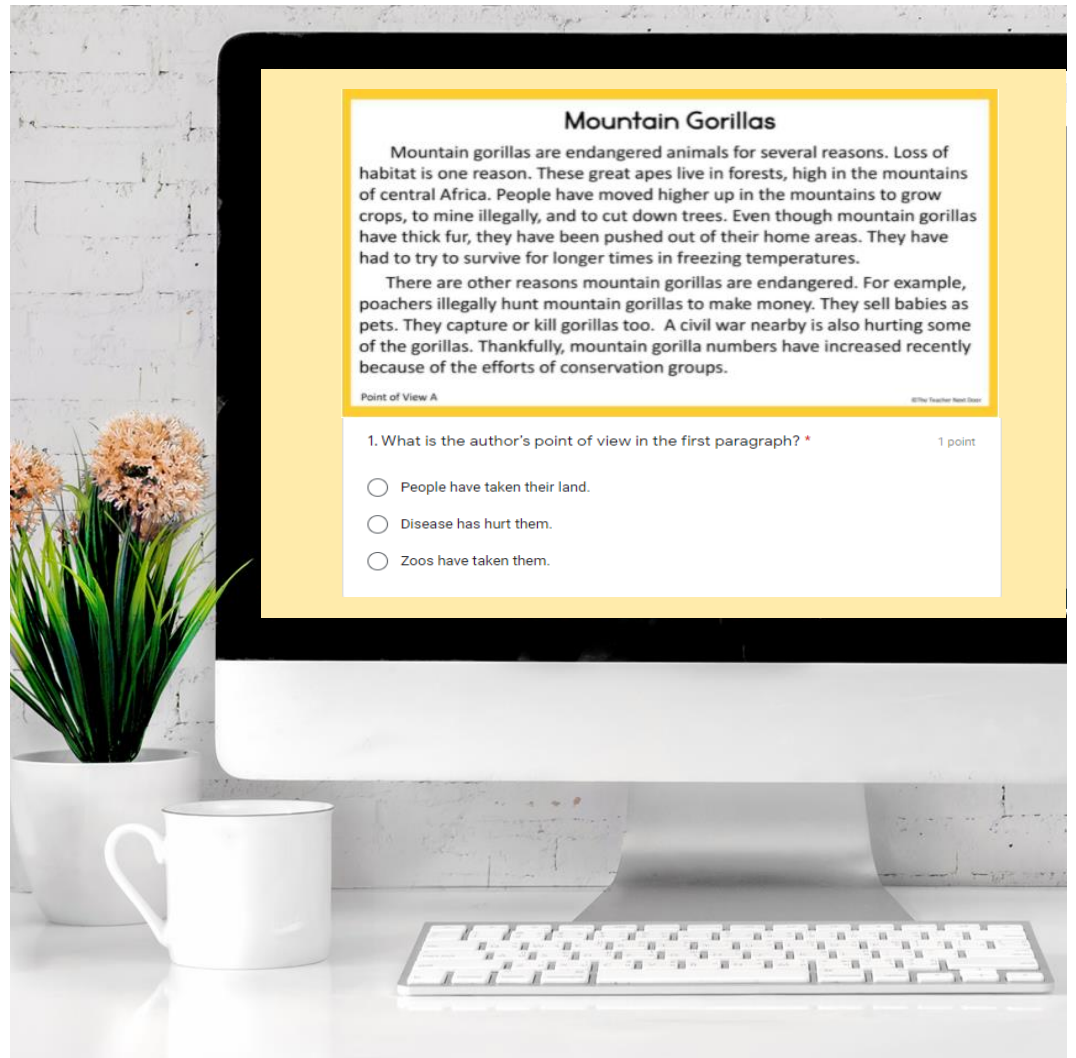 Mountain Gorillas
Mountain gorillas are endangered animals for several reasons. Loss of
habitat is one reason. These great apes live in forests, high in the mountains
of central Africa. People have moved higher up in the mountains to grow
crops, to mine illegally, and to cut down trees. Even though mountain gorillas
have thick fur, they have been pushed out of their home areas. They have
had to try to survive for longer times in freezing temperatures.
There are other reasons mountain gorillas are endangered. For example,
poachers illegally hunt mountain gorillas to make money. They sell babies as
pets. They capture or kill gorillas too. A civil war nearby is also hurting some
of the gorillas. Thankfully, mountain gorilla numbers have increased recently
because of the efforts of conservation groups.
Point of View A
©The Teacher Next Door
1. What is the author's point of view in the first paragraph? *
1 point
People have taken their land.
Disease has hurt them.
Zoos have taken them.